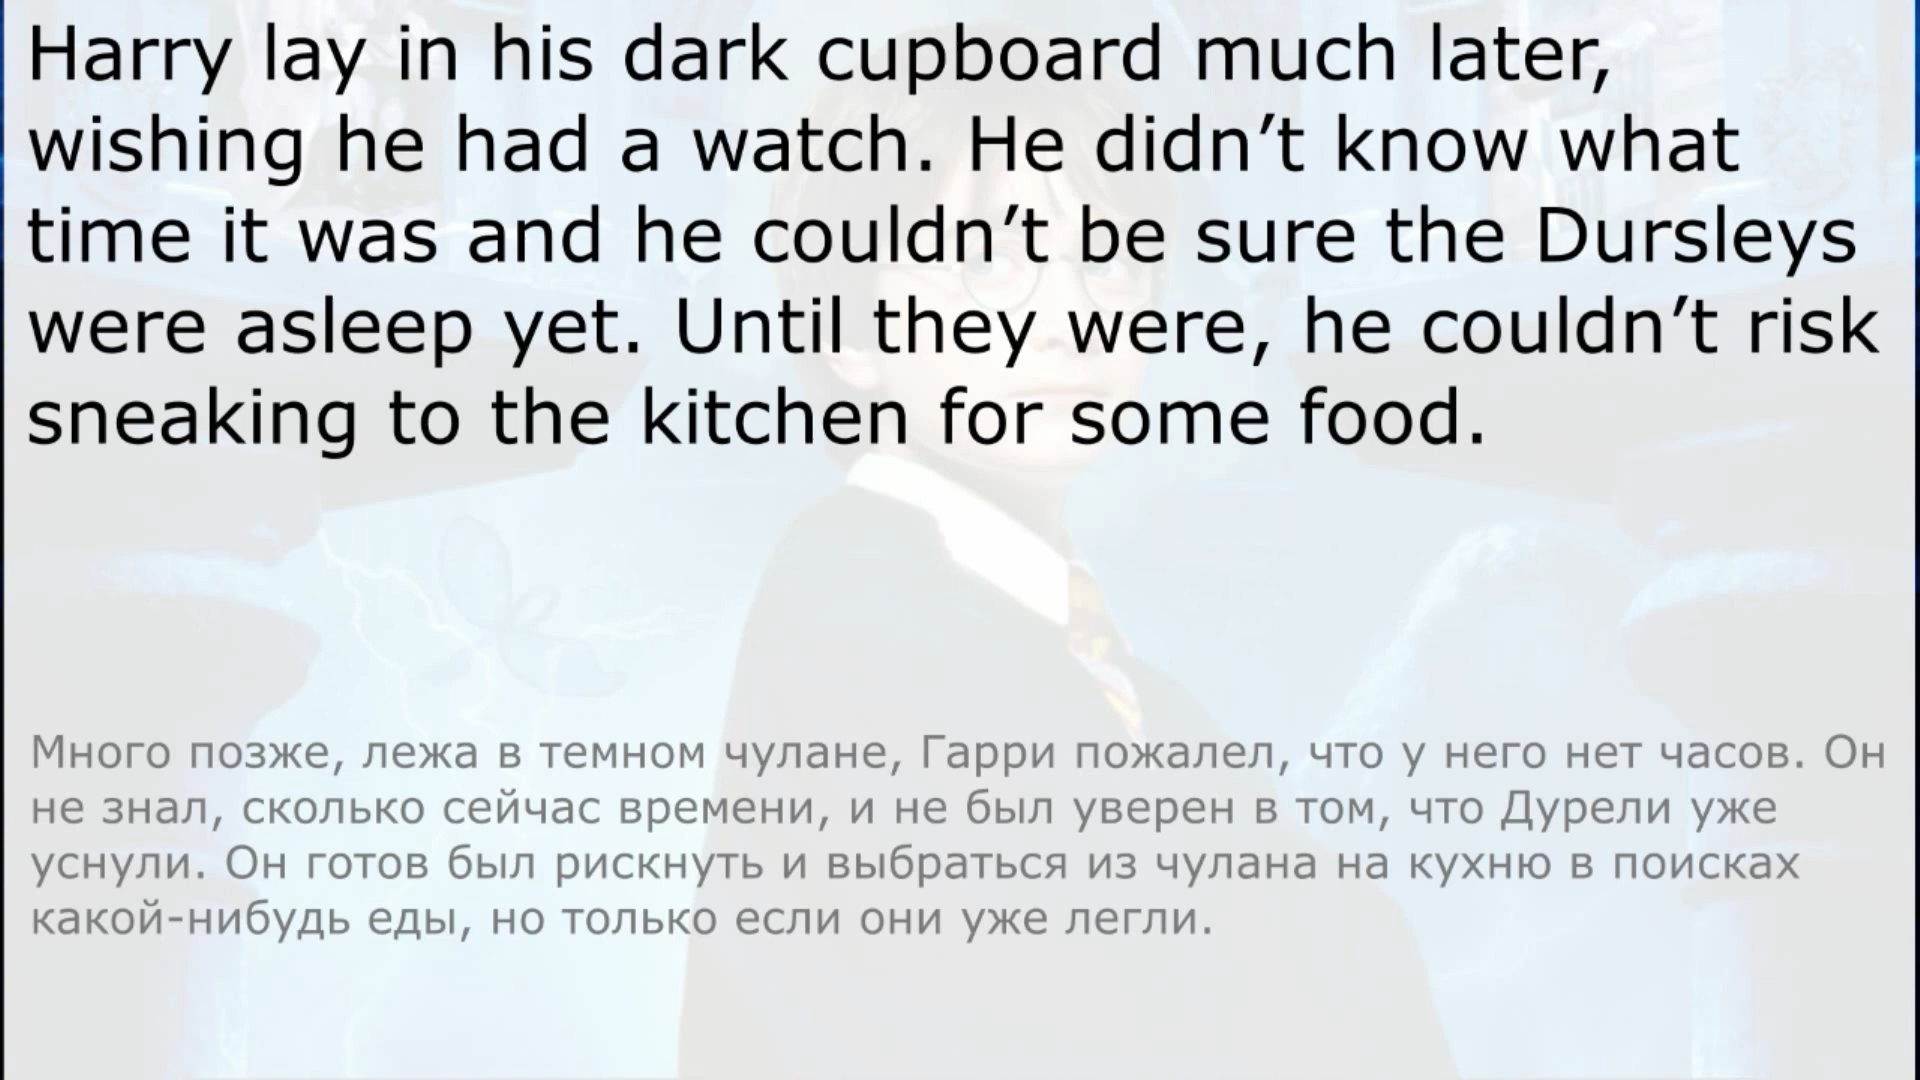 Harry lay in his dark cupboard much later,
wishing he had a watch. He didn’t know what
time it was and he couldn’t be sure the Dursleys
were asleep yet. Until they were, he couldn’t risk
sneaking to the kitchen for some food.
Много позже, лежа в темном чулане, Гарри пожалел, что у него нет часов. Он
не знал, сколько сейчас времени, и не был уверен в том, что Дурели уже
уснули. Он готов был рискнуть и выбраться из чулана на кухню в поисках
какой-нибудь еды, но только если они уже легли.